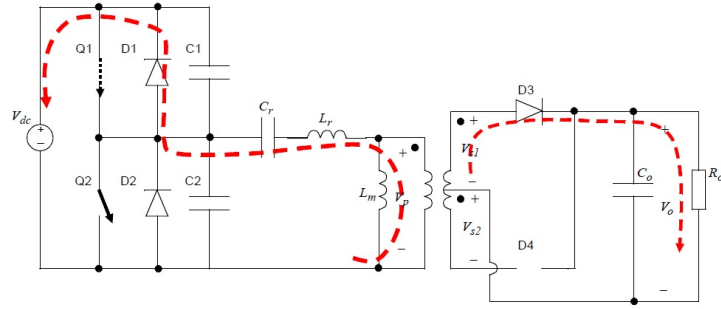 Q1
D1
C1
V_dc
+
−
C_r
L_r
D3
+
V_s1
−
+
−
L_m
V_p
+
V_s2
−
Q2
D2
C2
D4
C_o
+
V_o
−
R_o